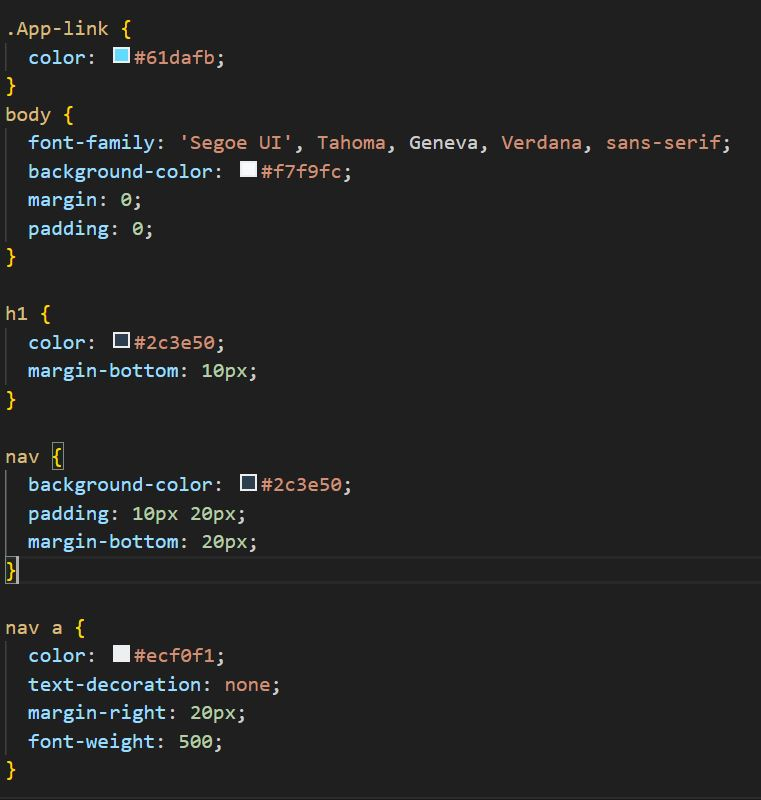 .App-link {
  color: #61dafb;
}
body {
  font-family: 'Segoe UI', Tahoma, Geneva, Verdana, sans-serif;
  background-color: #f7f9fc;
  margin: 0;
  padding: 0;
}

h1 {
  color: #2c3e50;
  margin-bottom: 10px;
}

nav {
  background-color: #2c3e50;
  padding: 10px 20px;
  margin-bottom: 20px;
}

nav a {
  color: #ecf0f1;
  text-decoration: none;
  margin-right: 20px;
  font-weight: 500;
}